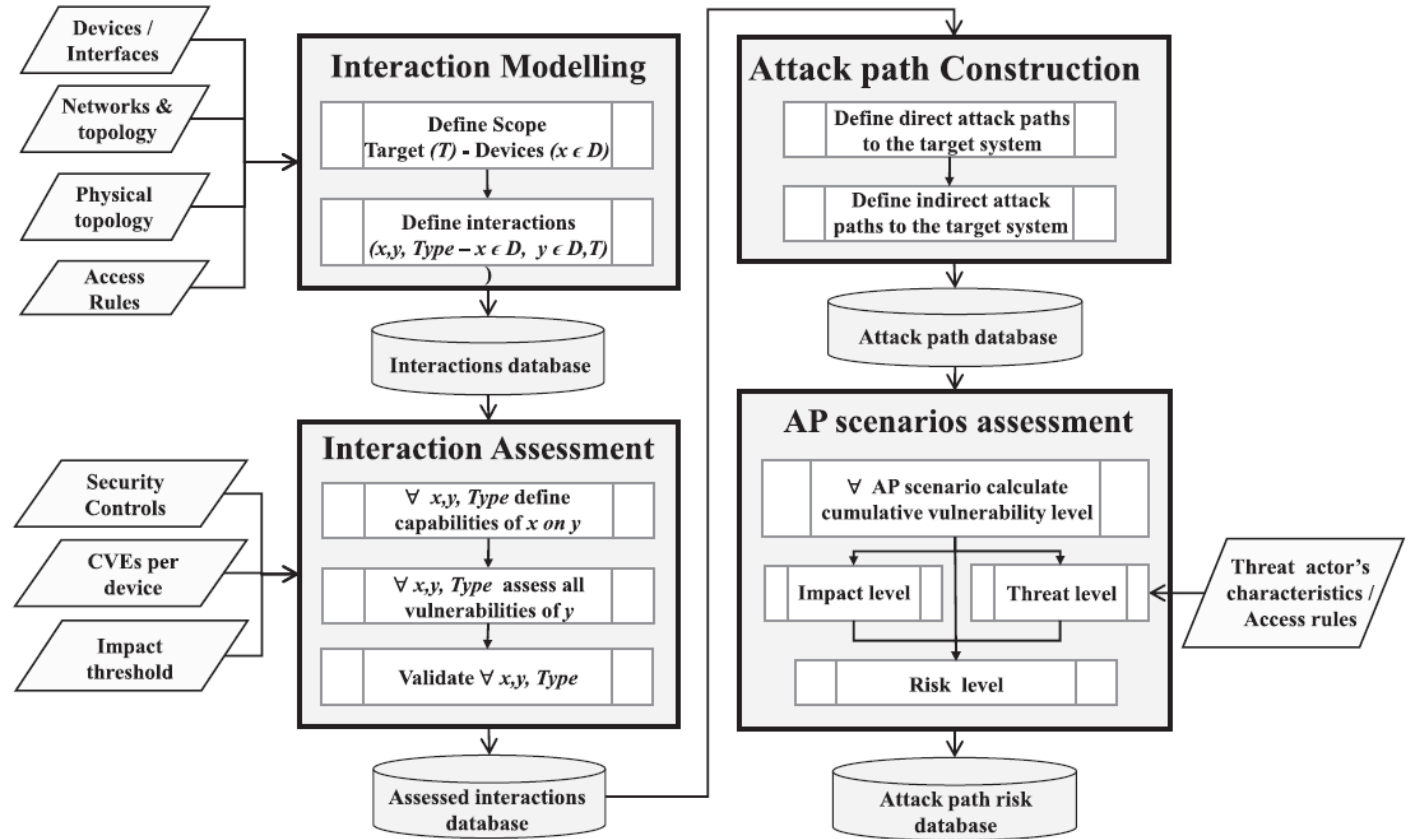 Devices /
Interfaces
Networks &
topology
Physical
topology
Access
Rules
Interaction Modelling
Define Scope
Target (T) - Devices (x ϵ D)
Define interactions
(x,y, Type – x ϵ D, y ϵ D,T)
)
Interactions database
Security
Controls
CVEs per
device
Impact
threshold
Interaction Assessment
∀ x,y, Type define
capabilities of x on y
∀ x,y, Type assess all
vulnerabilities of y
Validate ∀ x,y, Type
Assessed interactions
database
Attack path Construction
Define direct attack paths
to the target system
Define indirect attack
paths to the target system
Attack path database
AP scenarios assessment
∀ AP scenario calculate
cumulative vulnerability level
Impact level
Threat level
Risk level
Threat actor’s
characteristics /
Access rules
Attack path risk
database